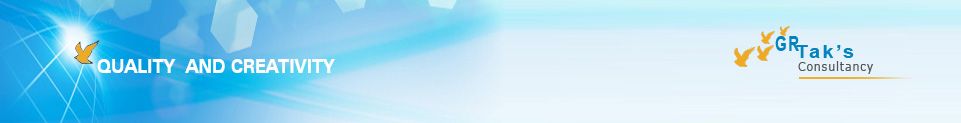 QUALITY AND CREATIVITY
GR Tak's
Consultancy